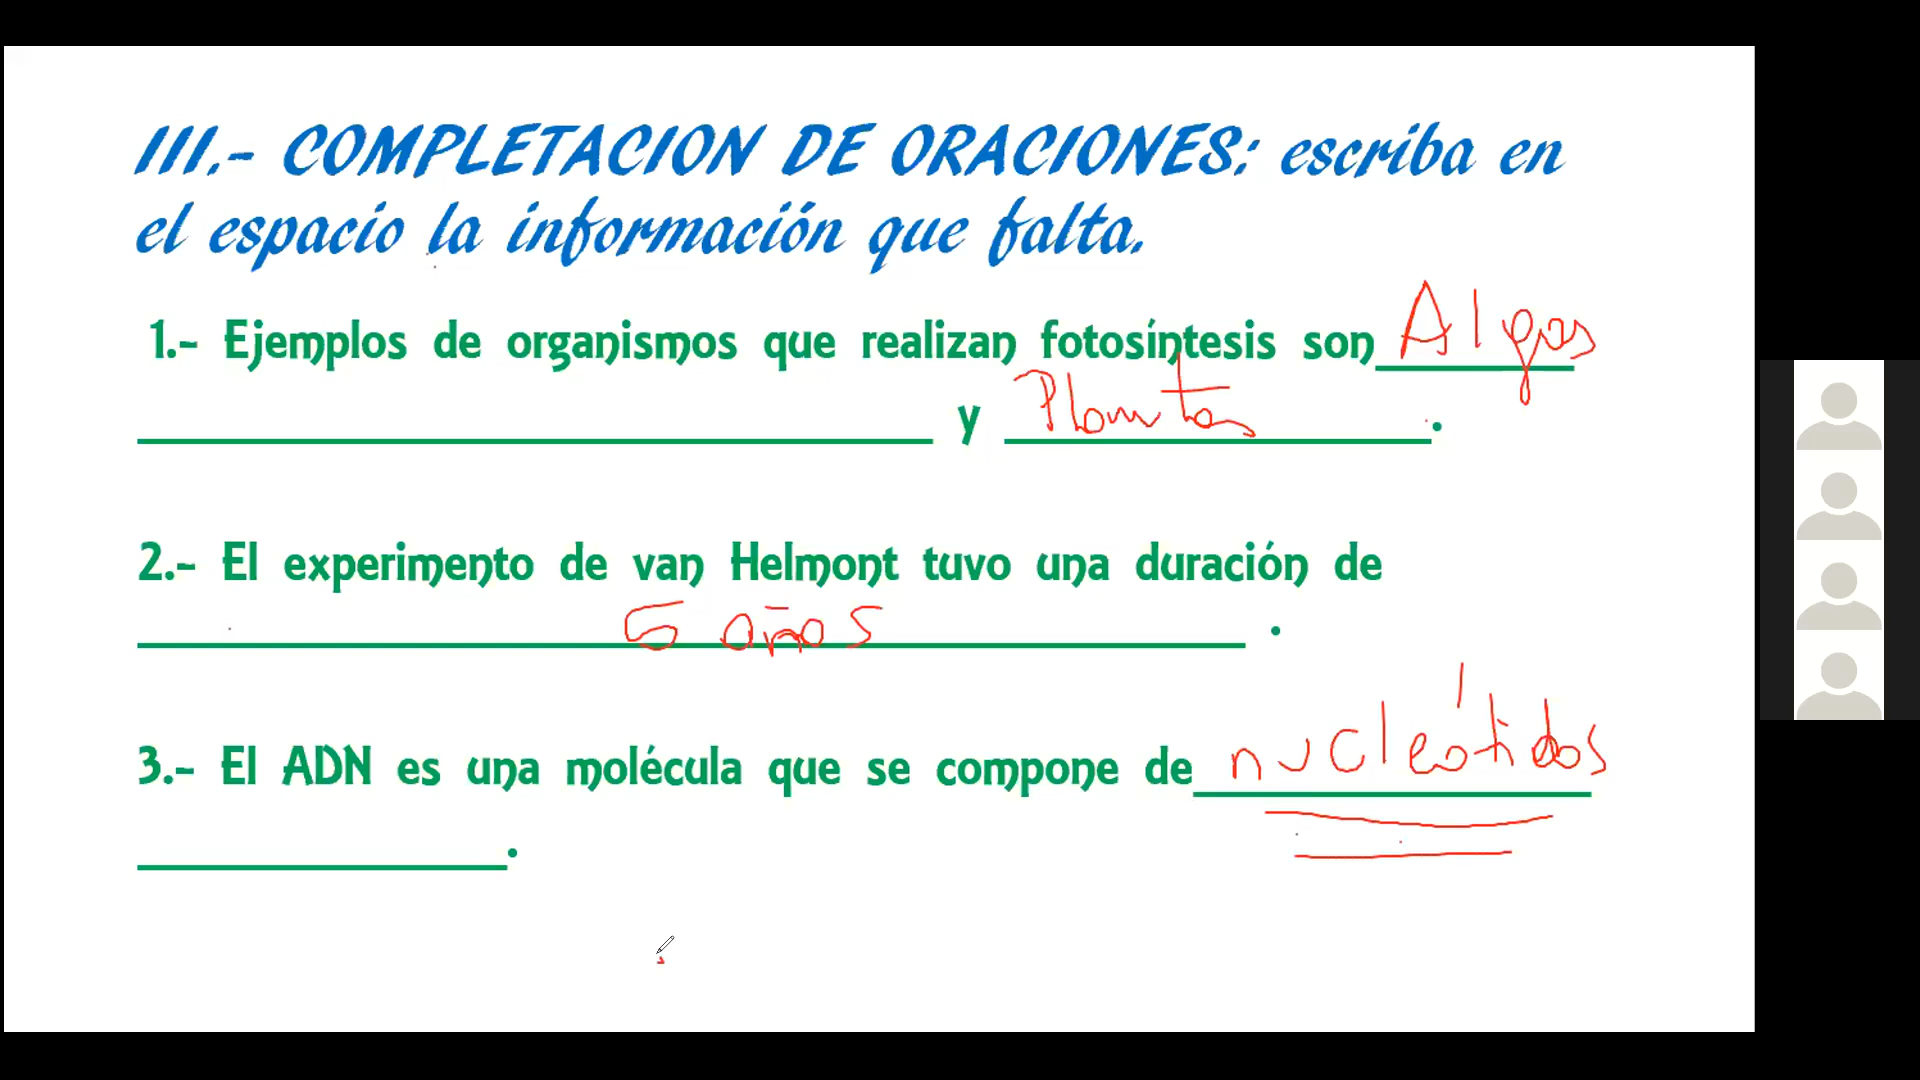 III.- COMPLETACION DE ORACIONES: escriba en
el espacio la información que falta.
1.- Ejemplos de organismos que realizan fotosíntesis son Algas
y Plantas.
2.- El experimento de van Helmont tuvo una duración de
5 años.
3.- El ADN es una molécula que se compone de nucleótidos
.